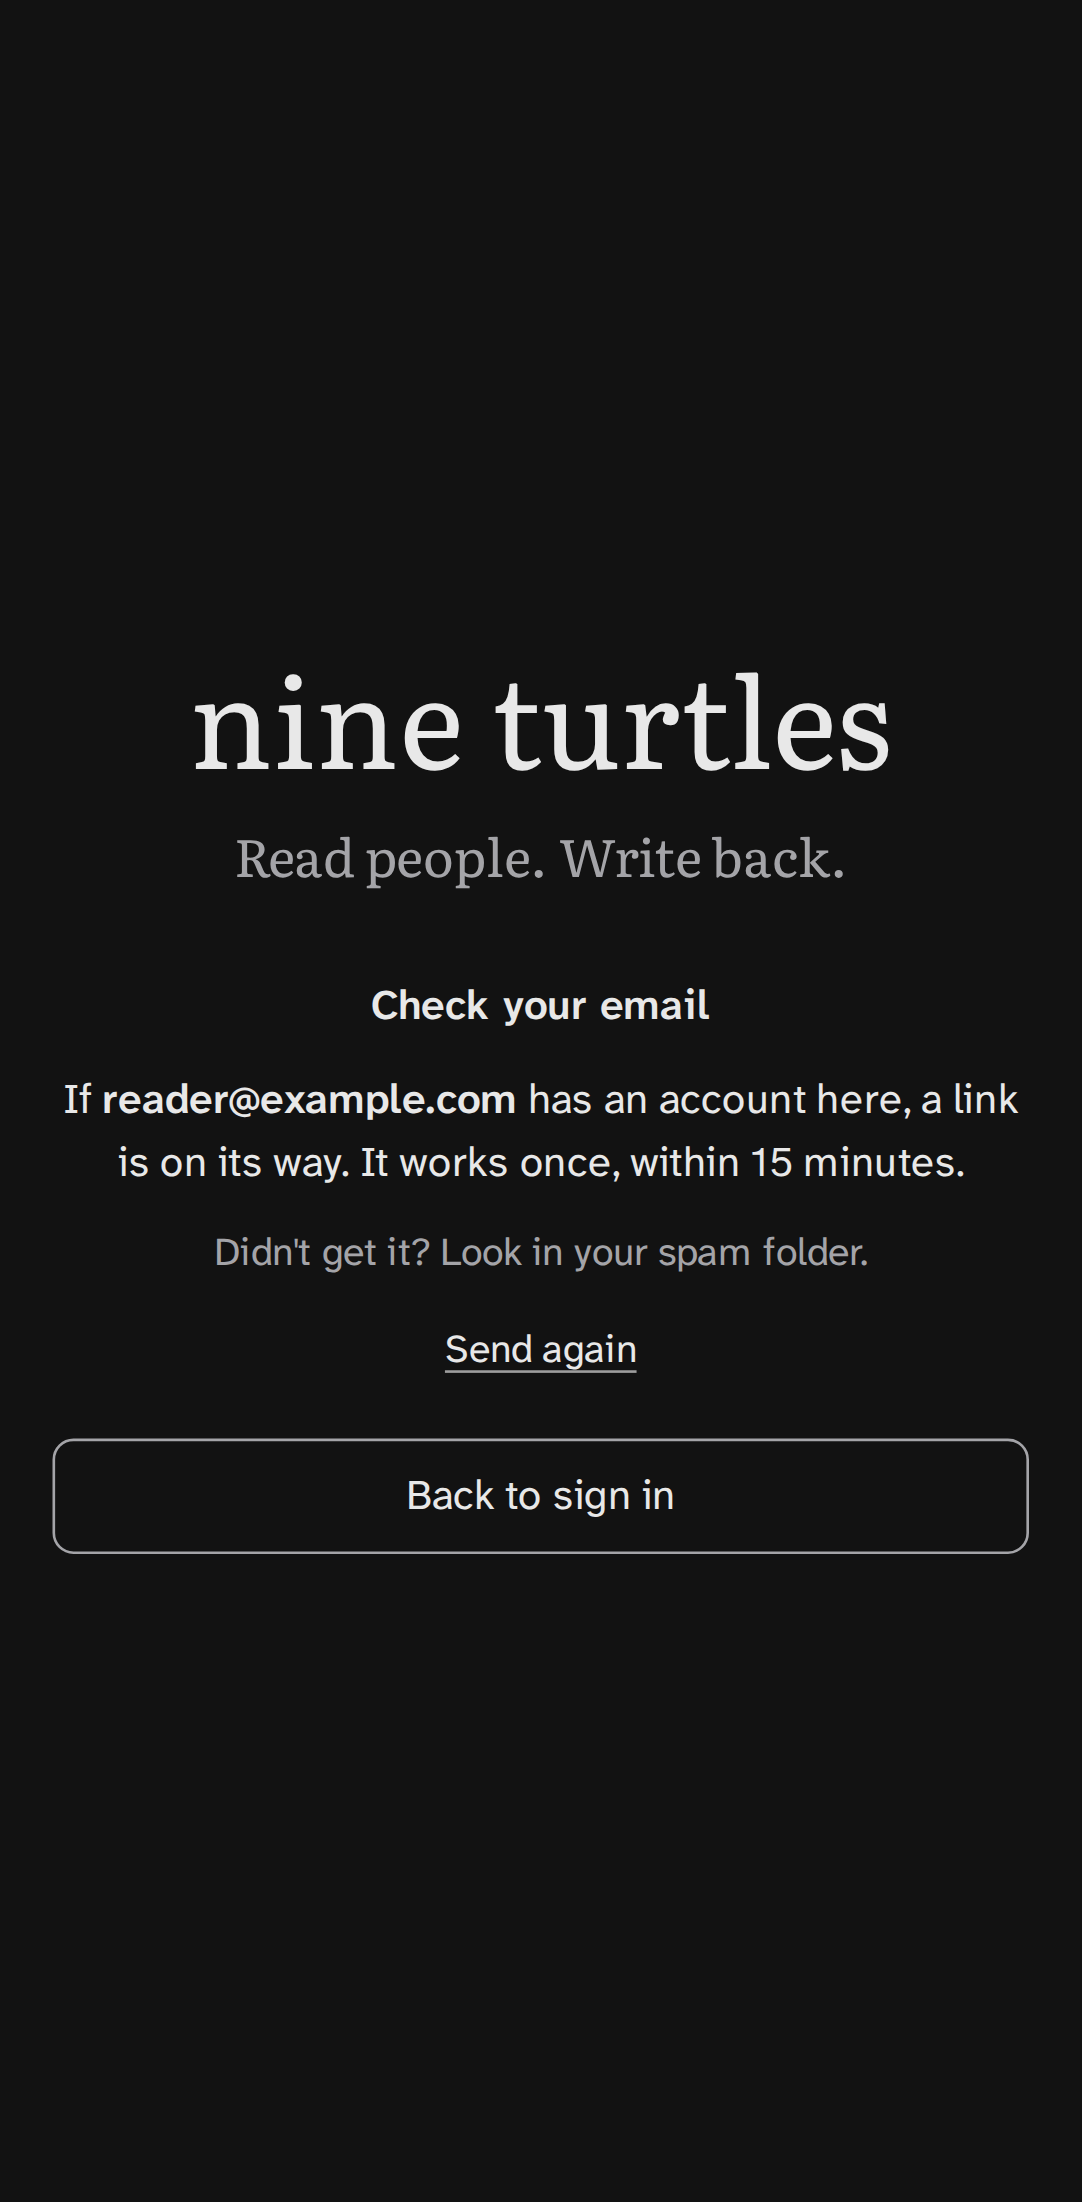 nine turtles
Read people. Write back.
Check your email
If reader@example.com has an account here, a link
is on its way. It works once, within 15 minutes.
Didn't get it? Look in your spam folder.
Send again
Back to sign in